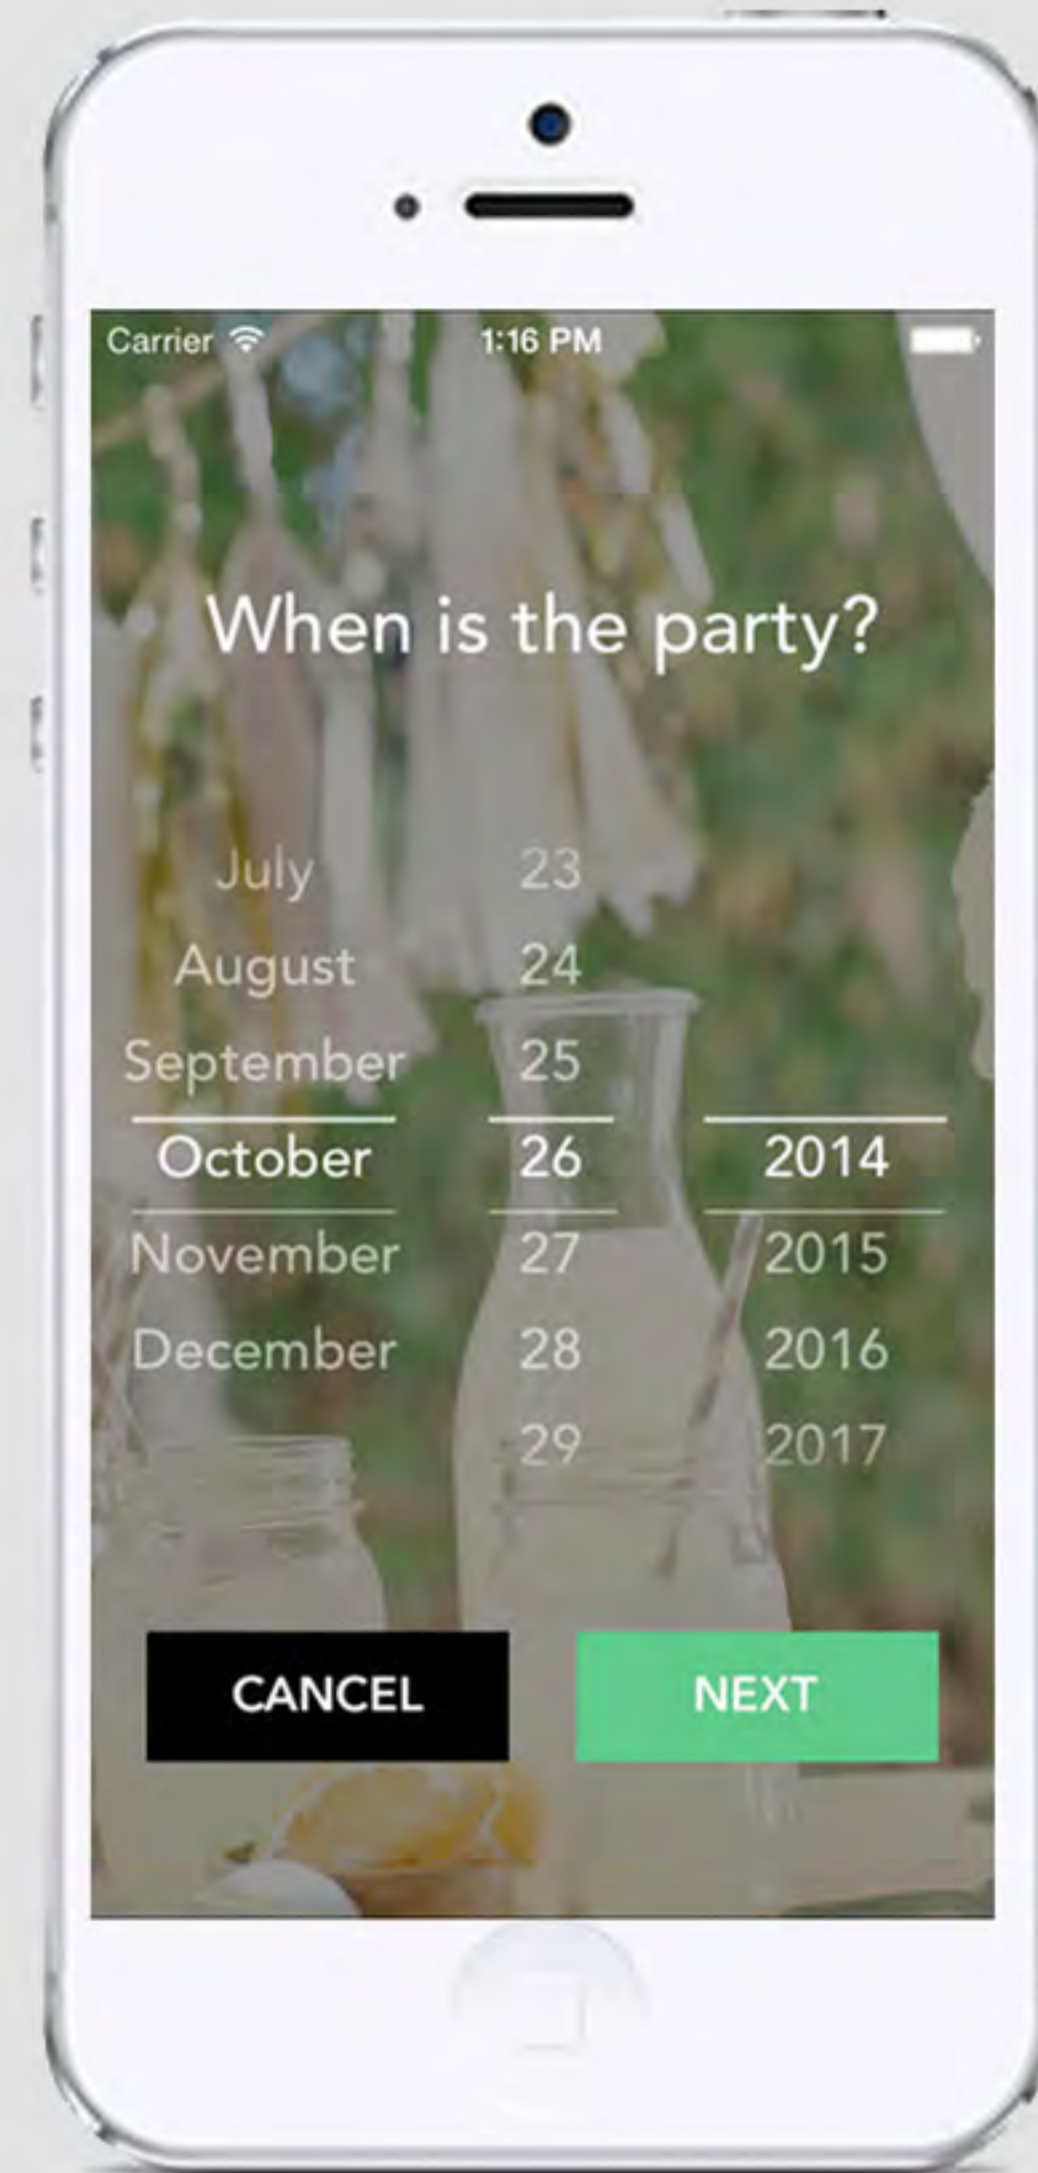 Carrier 1:16 PM
When is the party?
July 23
August 24
September 25
October 26 2014
November 27 2015
December 28 2016
29 2017
CANCEL NEXT